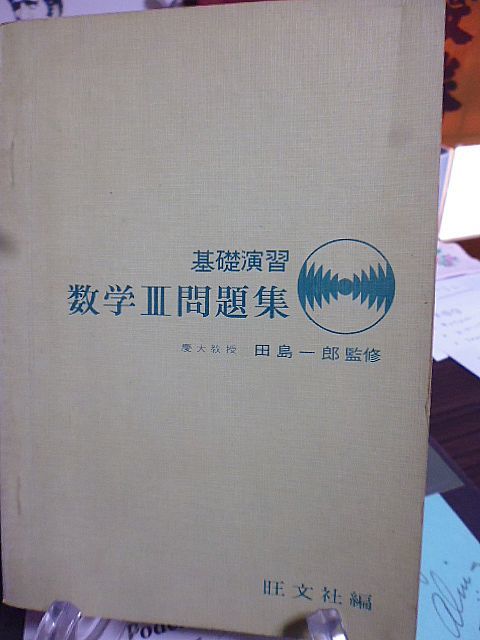 基礎演習
数学Ⅲ問題集
慶大教授 田島一郎監修
旺文社編